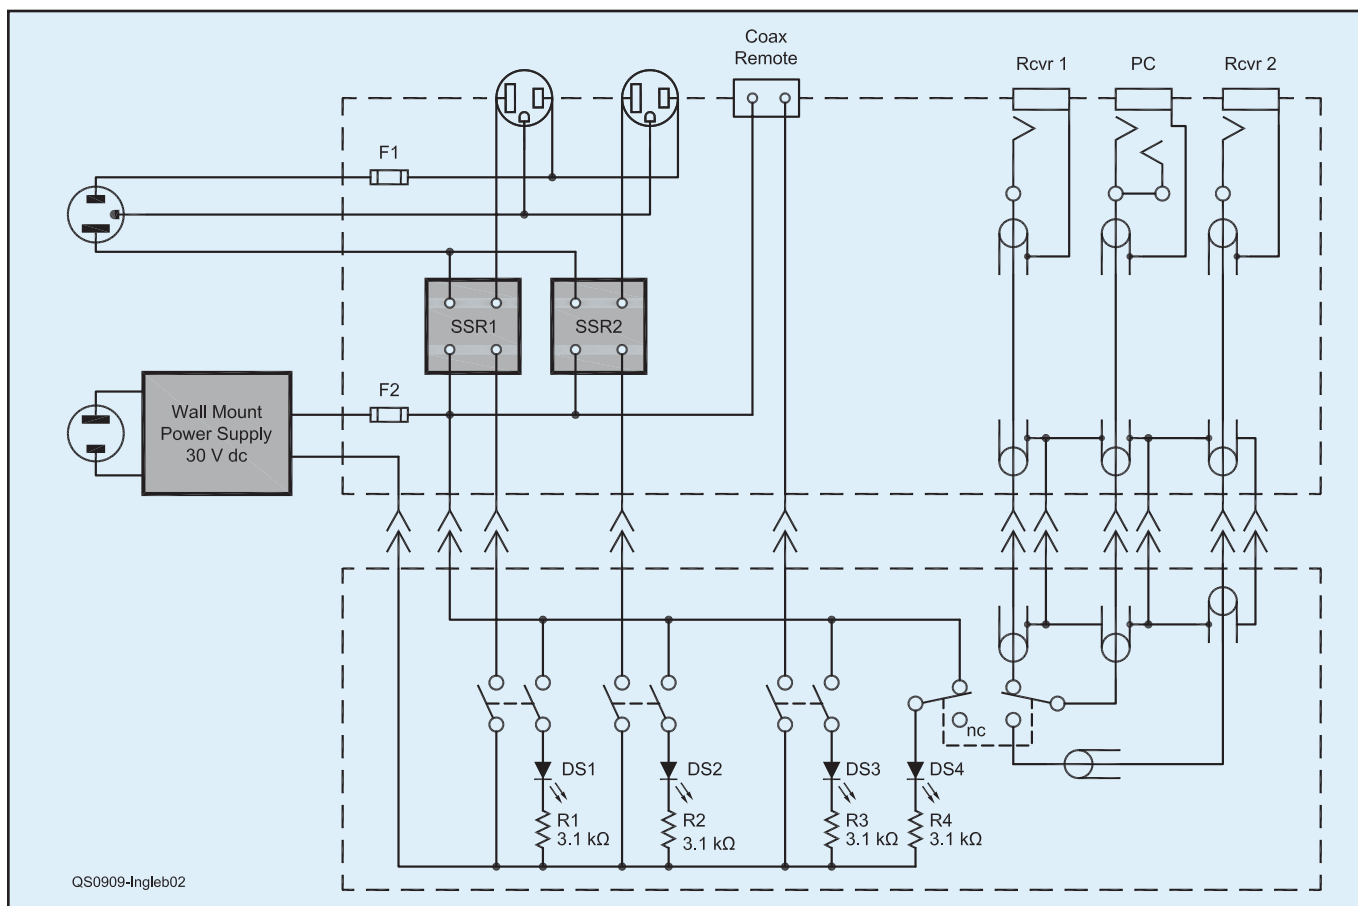 Coax
Remote
Rcvr 1
PC
Rcvr 2
F1
SSR1
SSR2
F2
Wall Mount
Power Supply
30 V dc
nc
DS1
DS2
DS3
DS4
R1
3.1 kΩ
R2
3.1 kΩ
R3
3.1 kΩ
R4
3.1 kΩ
QS0909-Ingleb02